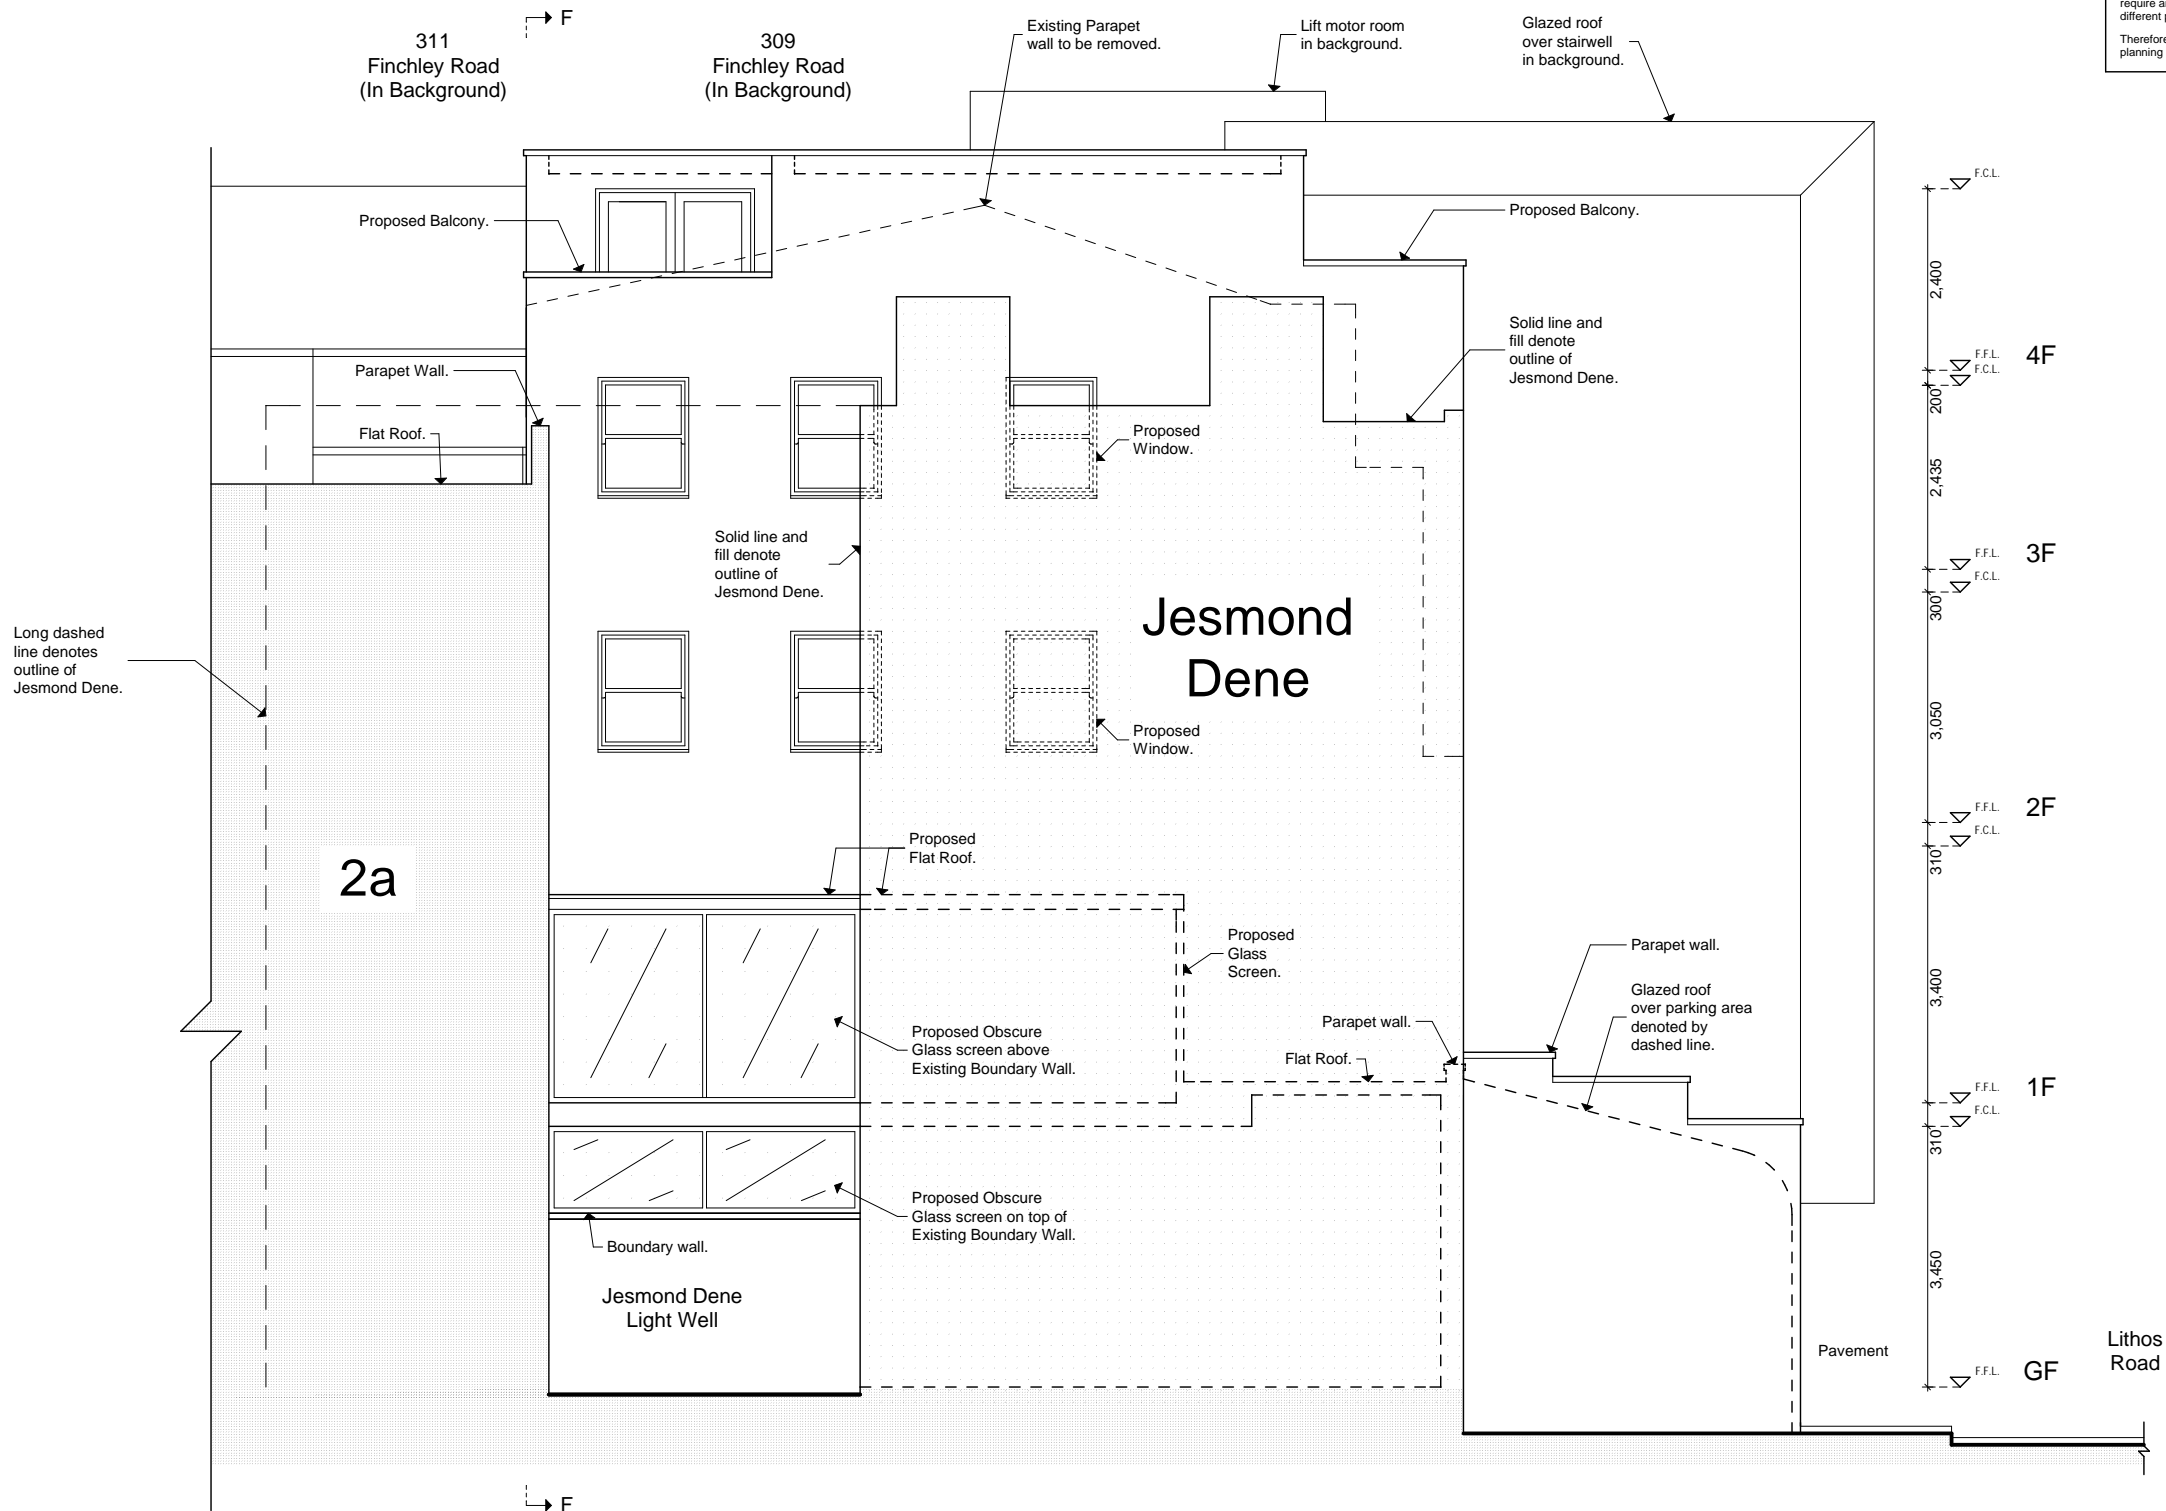 require
different
Therefore
planning
F
311
Finchley Road
(In Background)
309
Finchley Road
(In Background)
Existing Parapet
wall to be removed.
Lift motor room
in background.
Glazed roof
over stairwell
in background.
F.C.L.
Proposed Balcony.
Proposed Balcony.
2,400
Solid line and
fill denote
outline of
Jesmond Dene.
F.F.L.
4F
F.C.L.
Parapet Wall.
200
Flat Roof.
Proposed
Window.
2,435
Solid line and
fill denote
outline of
Jesmond Dene.
F.F.L.
3F
F.C.L.
300
Jesmond
Dene
Long dashed
line denotes
outline of
Jesmond Dene.
3,050
Proposed
Window.
F.F.L.
2F
F.C.L.
310
2a
Proposed
Flat Roof.
Proposed
Glass
Screen.
Parapet wall.
Glazed roof
over parking area
denoted by
dashed line.
3,400
Proposed Obscure
Glass screen above
Existing Boundary Wall.
Parapet wall.
Flat Roof.
F.F.L.
1F
F.C.L.
310
Proposed Obscure
Glass screen on top of
Existing Boundary Wall.
Boundary wall.
3,450
Jesmond Dene
Light Well
Pavement
F.F.L.
GF
Lithos
Road
F